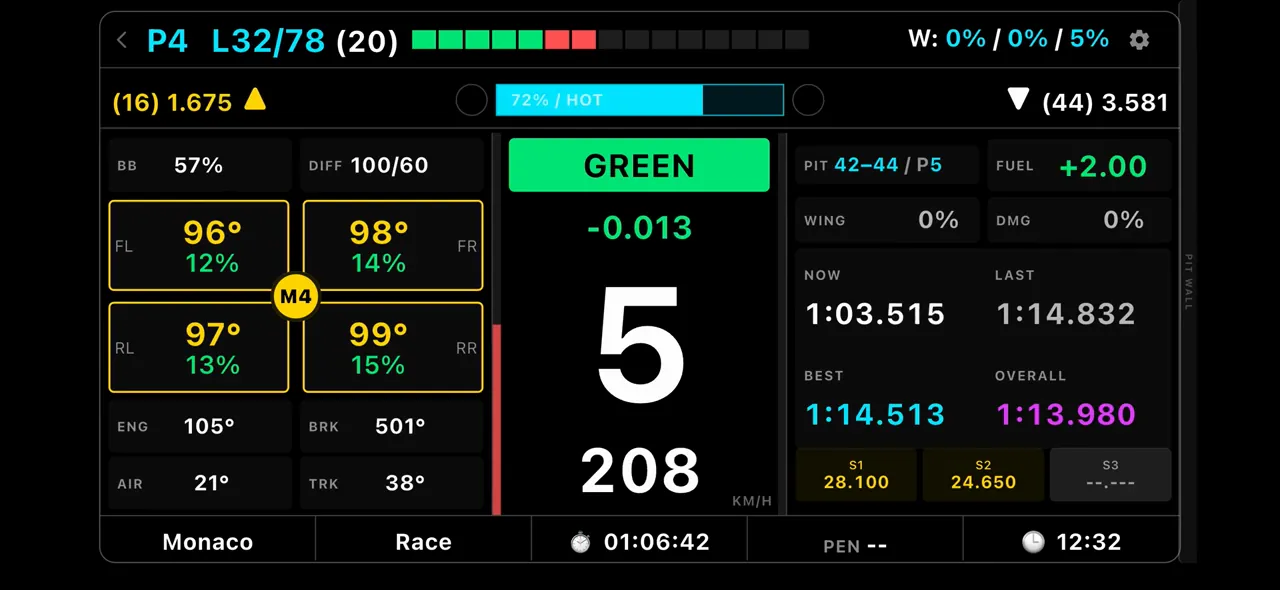 P4 L32/78 (20) W: 0% / 0% / 5%
(16) 1.675 72% / HOT (44) 3.581
BB 57% DIFF 100/60
FL 96° 12%
98° 14% FR
M4
RL 97° 13%
99° 15% RR
ENG 105° BRK 501°
AIR 21° TRK 38°
GREEN
-0.013
5
208
KM/H
PIT 42–44 / P5 FUEL +2.00
WING 0% DMG 0%
NOW LAST
1:03.515 1:14.832
BEST OVERALL
1:14.513 1:13.980
S1 S2 S3
28.100 24.650 --.---
PIT WALL
Monaco Race 01:06:42 PEN -- 12:32